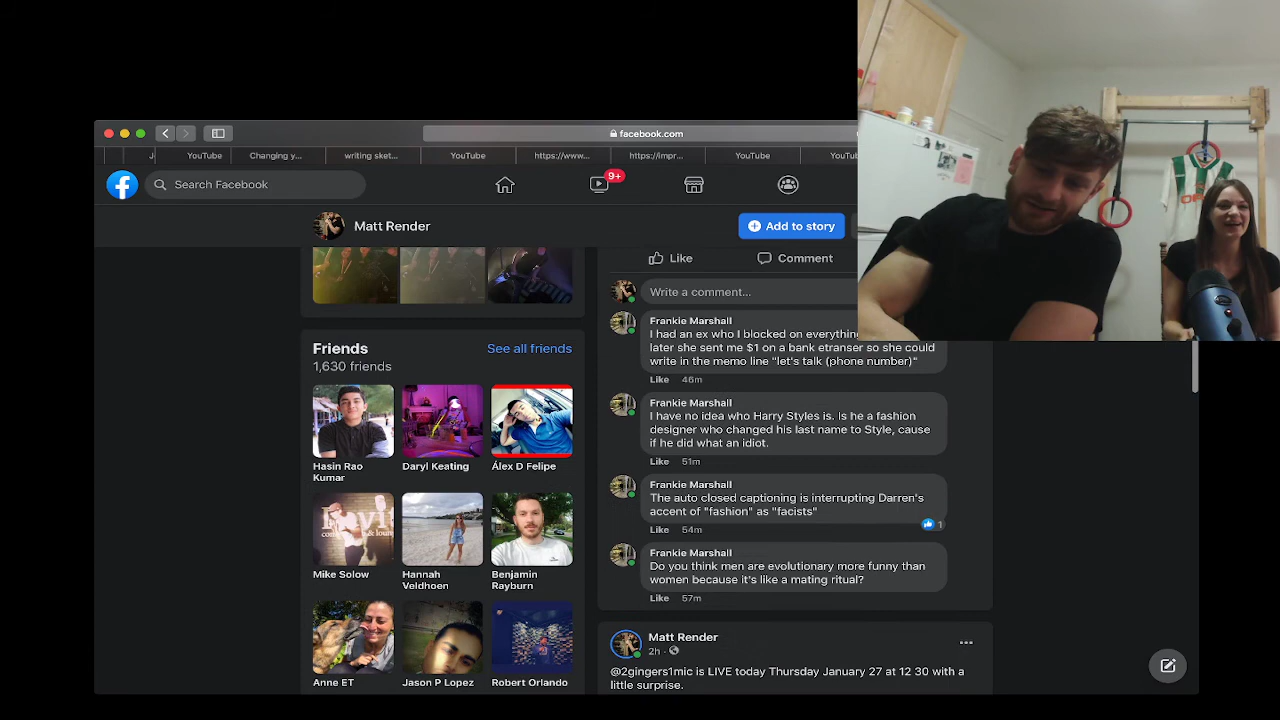 facebook.com
YouTube
Changing y...
writing sket...
YouTube
https://www...
https://impr...
YouTube
Search Facebook
9+
Matt Render
Add to story
Like
Comment
Write a comment...
Friends
See all friends
1,630 friends
Hasin Rao
Kumar
Daryl Keating
Álex D Felipe
Mike Solow
Hannah
Veldhoen
Benjamin
Rayburn
Anne ET
Jason P Lopez
Robert Orlando
Frankie Marshall
I had an ex who I blocked on everything
later she sent me $1 on a bank etranser so she could
write in the memo line "let's talk (phone number)"
Like 46m
Frankie Marshall
I have no idea who Harry Styles is. Is he a fashion
designer who changed his last name to Style, cause
if he did what an idiot.
Like 51m
Frankie Marshall
The auto closed captioning is interrupting Darren's
accent of "fashion" as "facists"
1
Like 54m
Frankie Marshall
Do you think men are evolutionary more funny than
women because it's like a mating ritual?
Like 57m
Matt Render
2h
@2gingers1mic is LIVE today Thursday January 27 at 12 30 with a
little surprise.